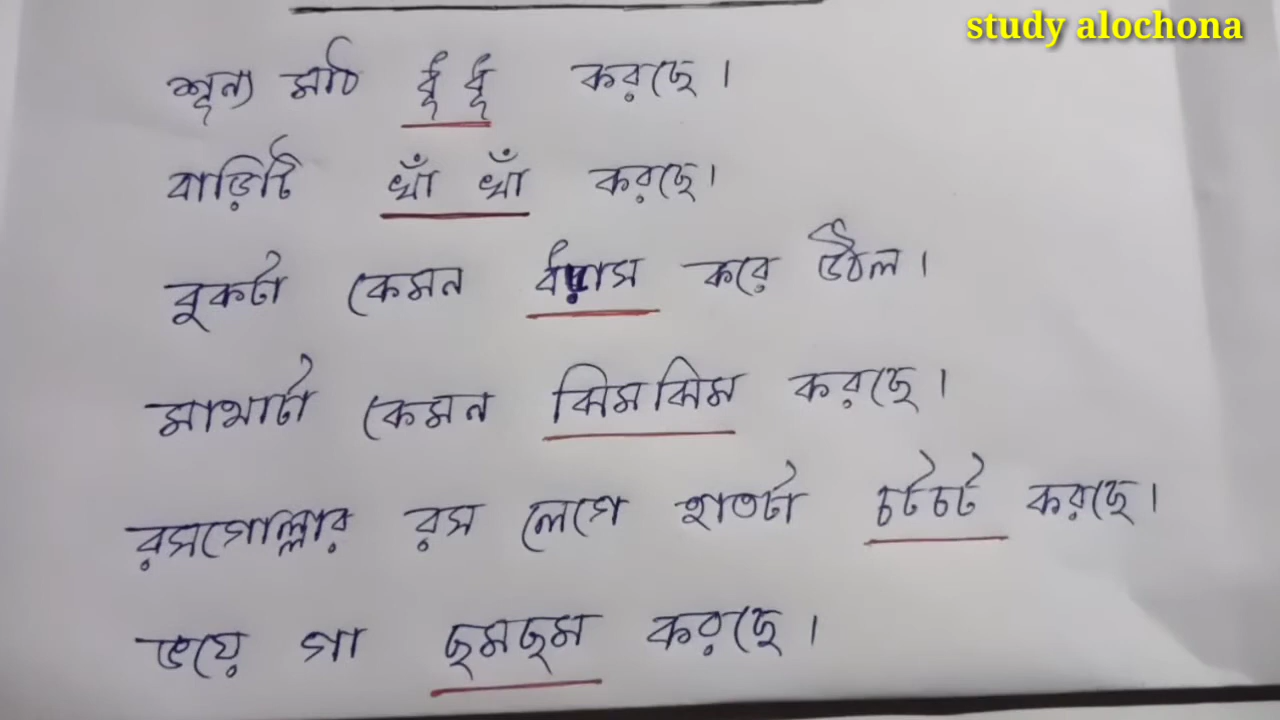 study alochona
শূন্য মাঠ ধূ ধূ করছে।
বাড়িটি খাঁ খাঁ করছে।
বুকটা কেমন করে উঠল।
মাথাটা কেমন ঝিমঝিম করছে।
রসগোল্লার রস লেগে হাতটা চটচট করছে।
ভয়ে গা ছমছম করছে।